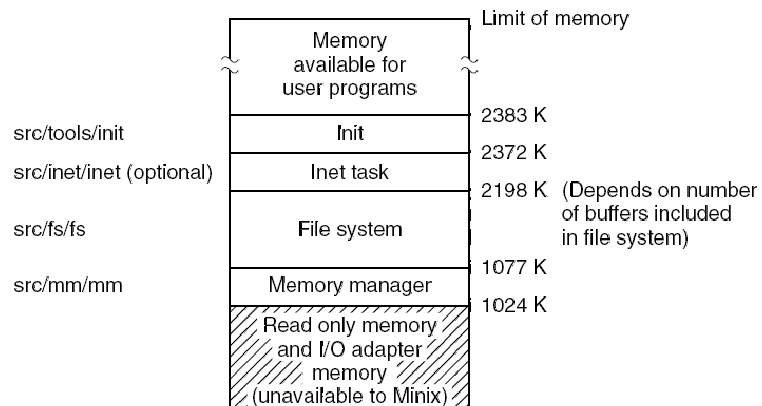 Limit of memory
Memory
available for
user programs
2383 K
src/tools/init
Init
2372 K
src/inet/inet (optional)
Inet task
2198 K
(Depends on number
of buffers included
in file system)
src/fs/fs
File system
1077 K
src/mm/mm
Memory manager
1024 K
Read only memory
and I/O adapter
memory
(unavailable to Minix)